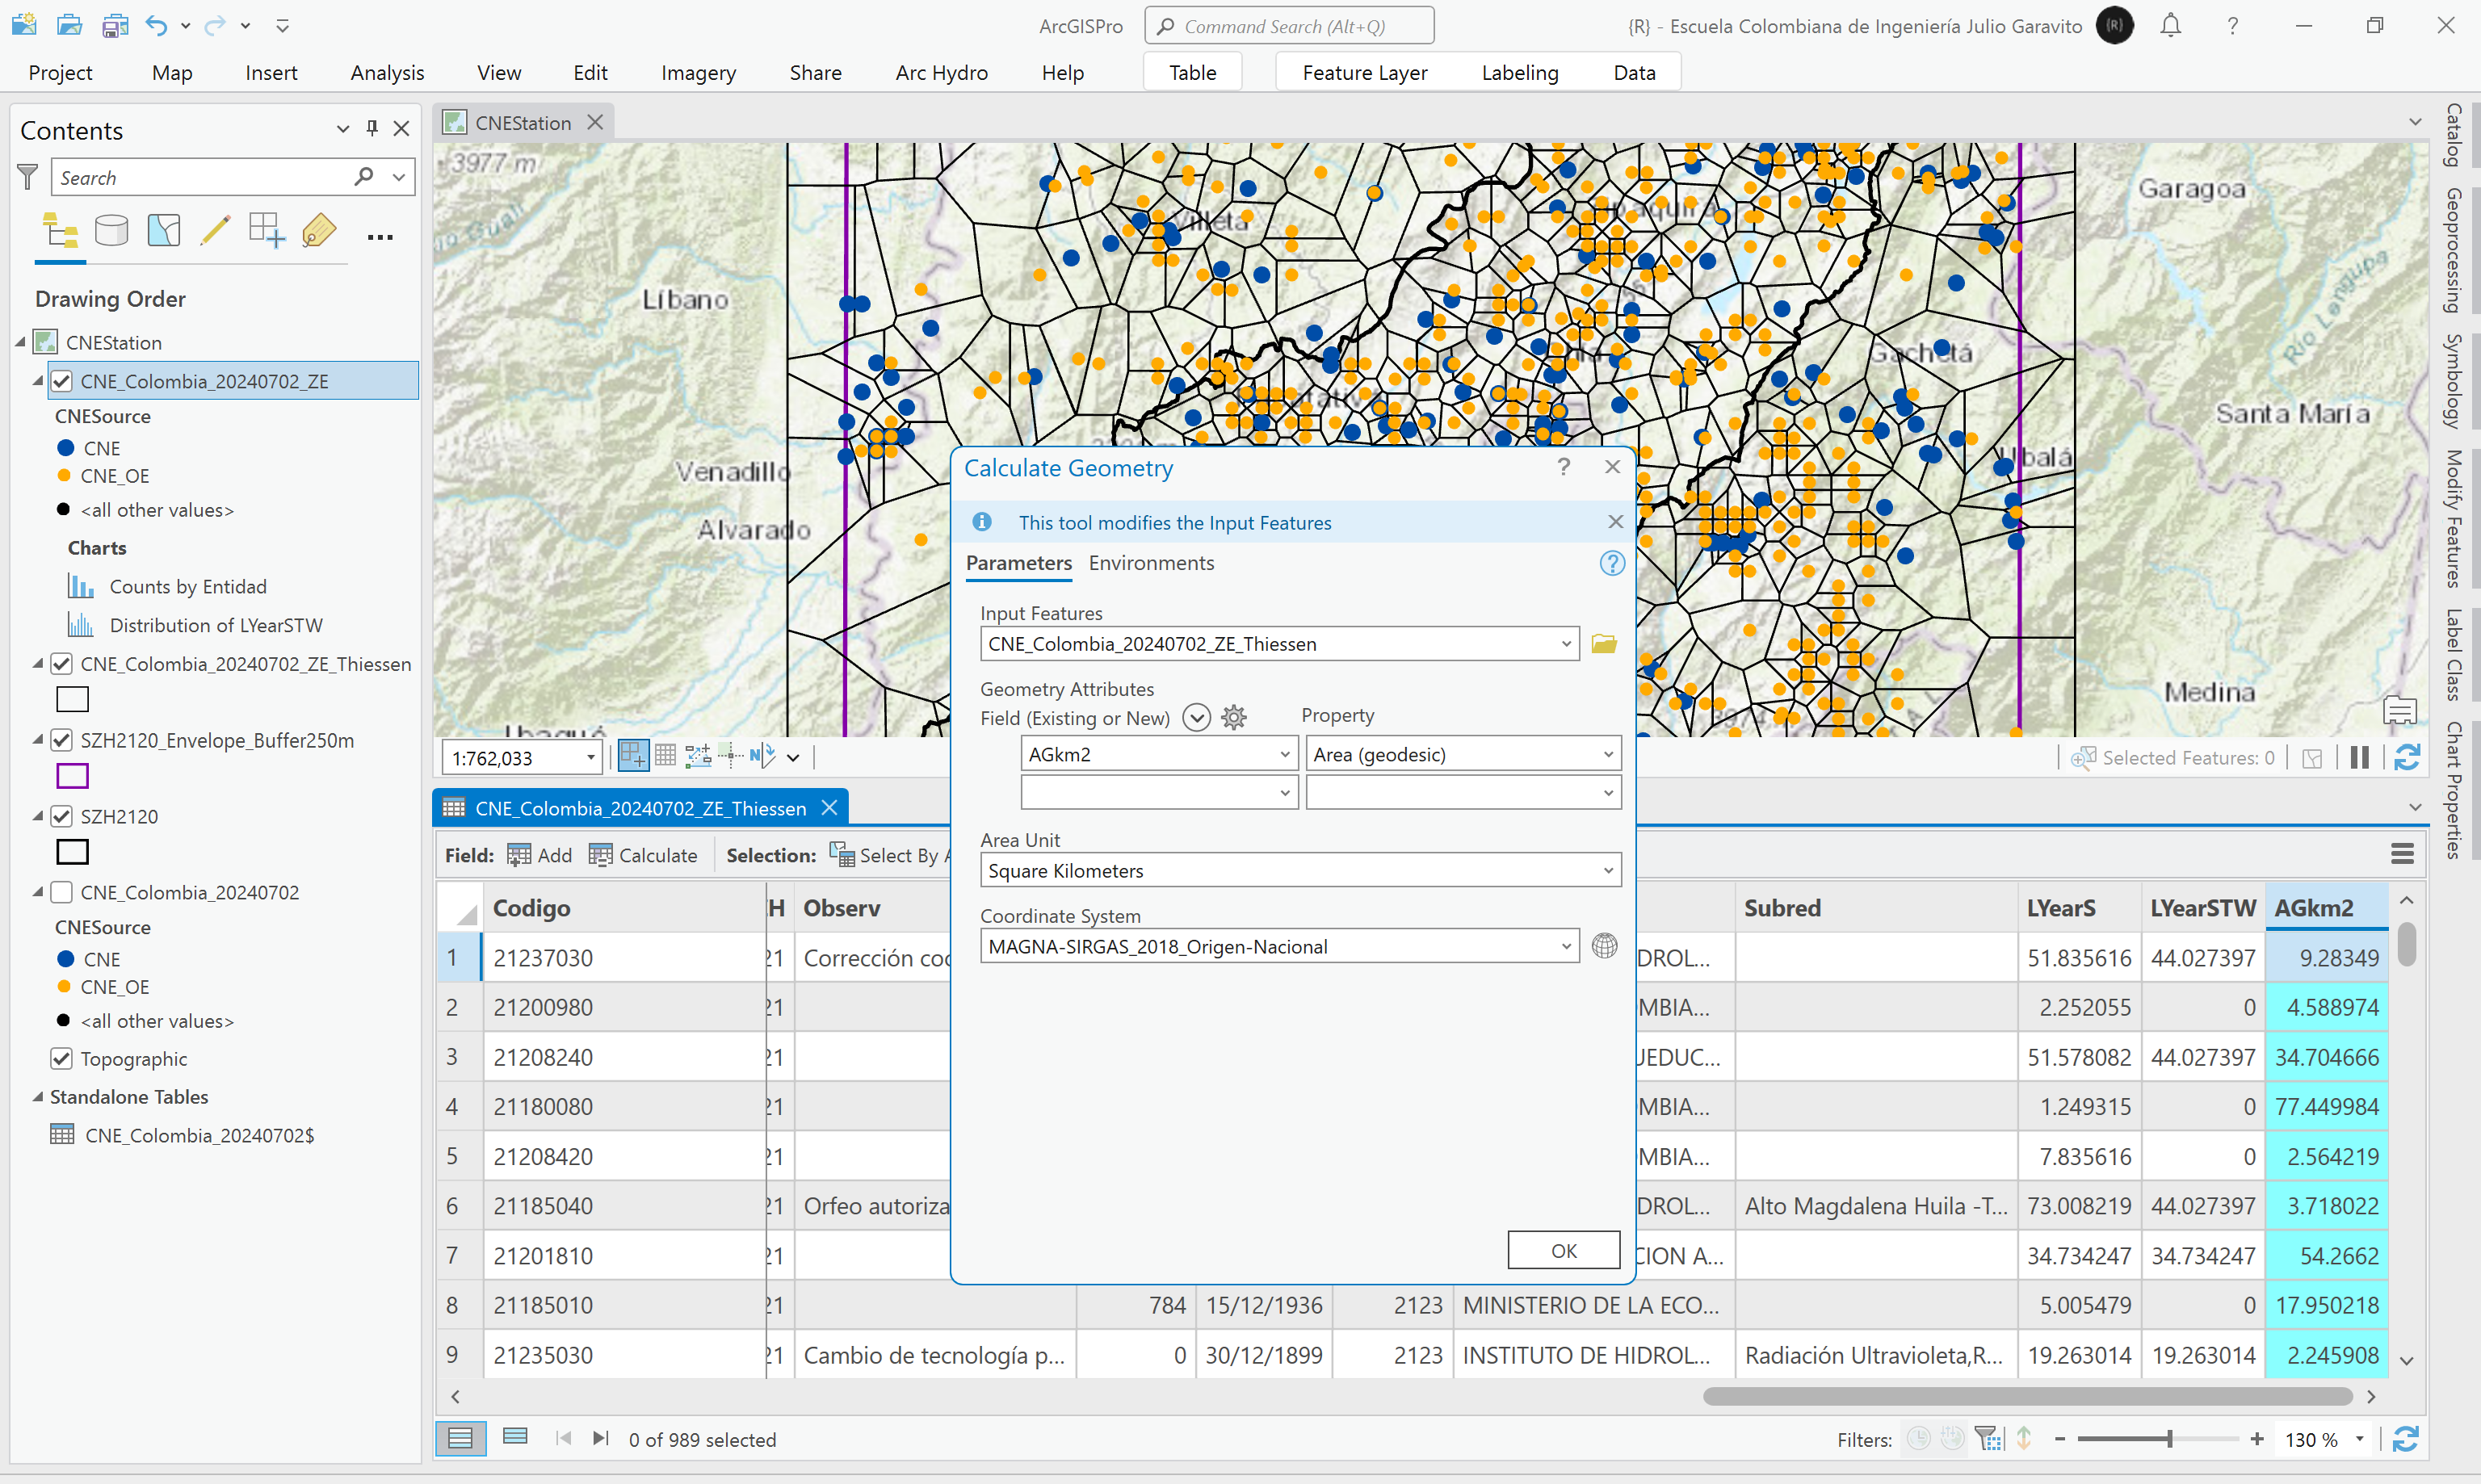 ArcGISPro
Command Search (Alt+Q)
{R} - Escuela Colombiana de Ingeniería Julio Garavito
{R}
Project Map Insert Analysis View Edit Imagery Share Arc Hydro Help Table Feature Layer Labeling Data
Contents
Search
Drawing Order
CNEStation
CNE_Colombia_20240702_ZE
CNESource
CNE
CNE_OE
<all other values>
Charts
Counts by Entidad
Distribution of LYearSTW
CNE_Colombia_20240702_ZE_Thiessen
SZH2120_Envelope_Buffer250m
SZH2120
CNE_Colombia_20240702
CNESource
CNE
CNE_OE
<all other values>
Topographic
Standalone Tables
CNE_Colombia_20240702$
CNEStation
3977 m
Villeta
Garagoa
Líbano
Río Lengupa
Gachetá
Santa María
Venadillo
Ubalá
Alvarado
Medina
Ibagué
1:762,033
Selected Features: 0
Calculate Geometry
This tool modifies the Input Features
Parameters Environments
Input Features
CNE_Colombia_20240702_ZE_Thiessen
Geometry Attributes
Field (Existing or New) Property
AGkm2 Area (geodesic)
Area Unit
Square Kilometers
Coordinate System
MAGNA-SIRGAS_2018_Origen-Nacional
OK
CNE_Colombia_20240702_ZE_Thiessen
Field: Add Calculate Selection: Select By A
Codigo H Observ Subred LYearS LYearSTW AGkm2
1 21237030 21 Corrección coo DROL... 51.835616 44.027397 9.28349
2 21200980 21 OMBIA... 2.252055 0 4.588974
3 21208240 21 UEDUC... 51.578082 44.027397 34.704666
4 21180080 21 OMBIA... 1.249315 0 77.449984
5 21208420 21 OMBIA... 7.835616 0 2.564219
6 21185040 21 Orfeo autoriza DROL... Alto Magdalena Huila -T... 73.008219 44.027397 3.718022
7 21201810 21 CION A... 34.734247 34.734247 54.2662
8 21185010 21 784 15/12/1936 2123 MINISTERIO DE LA ECO... 5.005479 0 17.950218
9 21235030 21 Cambio de tecnología p... 0 30/12/1899 2123 INSTITUTO DE HIDROL... Radiación Ultravioleta,R... 19.263014 19.263014 2.245908
0 of 989 selected
Filters:
130 %
Catalog
Geoprocessing
Symbology
Modify Features
Label Class
Chart Properties